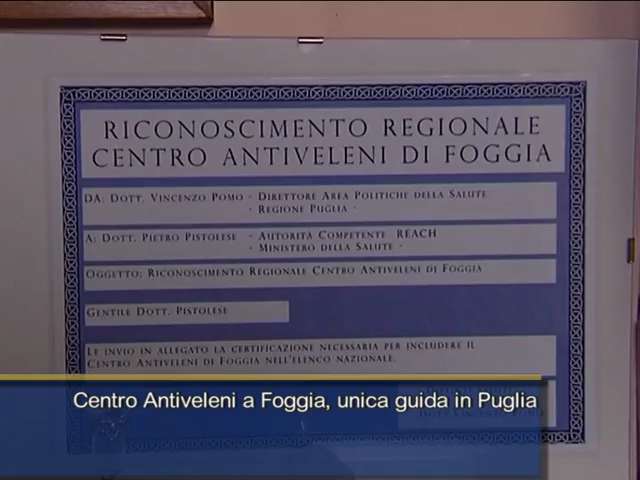 RICONOSCIMENTO REGIONALE
CENTRO ANTIVELENI DI FOGGIA
DA: DOTT. VINCENZO POMO - DIRETTORE AREA POLITICHE DELLA SALUTE
- REGIONE PUGLIA -
A: DOTT. PIETRO PISTOLESE - AUTORITÀ COMPETENTE REACH
- MINISTERO DELLA SALUTE -
OGGETTO: RICONOSCIMENTO REGIONALE CENTRO ANTIVELENI DI FOGGIA
GENTILE DOTT. PISTOLESE
LE INVIO IN ALLEGATO LA CERTIFICAZIONE NECESSARIA PER INCLUDERE IL
CENTRO ANTIVELENI DI FOGGIA NELL'ELENCO NAZIONALE.
Centro Antiveleni a Foggia, unica guida in Puglia